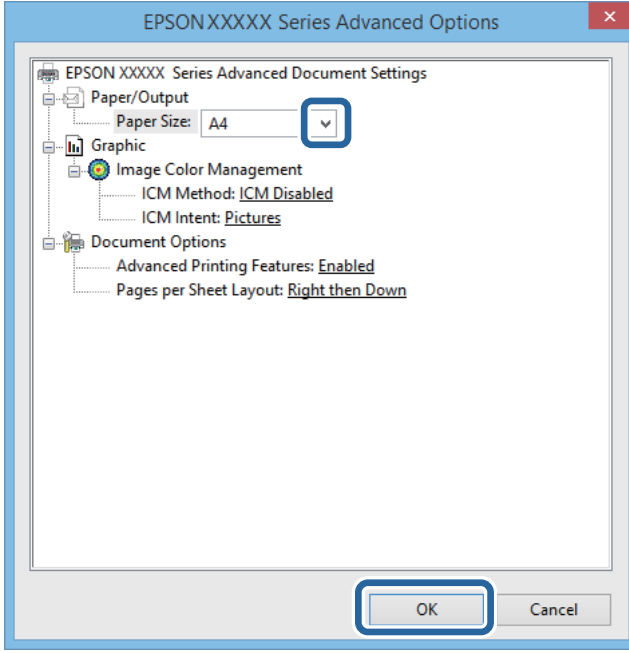 EPSON XXXXX Series Advanced Options
EPSON XXXXX Series Advanced Document Settings
Paper/Output
Paper Size: A4
Graphic
Image Color Management
ICM Method: ICM Disabled
ICM Intent: Pictures
Document Options
Advanced Printing Features: Enabled
Pages per Sheet Layout: Right then Down
OK Cancel